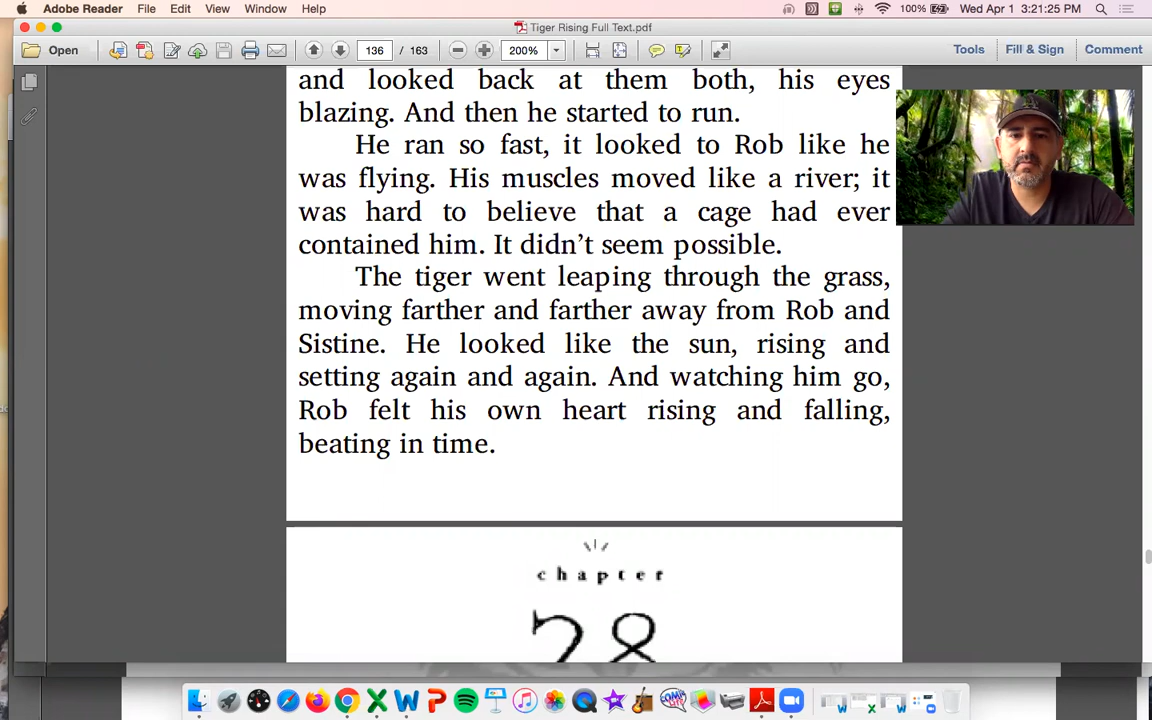 Adobe Reader File Edit View Window Help 100% Wed Apr 1 3:21:25 PM
Tiger Rising Full Text.pdf
Open 136 / 163 200% Tools Fill & Sign Comment
and looked back at them both, his eyes
blazing. And then he started to run.
He ran so fast, it looked to Rob like he
was flying. His muscles moved like a river; it
was hard to believe that a cage had ever
contained him. It didn’t seem possible.
The tiger went leaping through the grass,
moving farther and farther away from Rob and
Sistine. He looked like the sun, rising and
setting again and again. And watching him go,
Rob felt his own heart rising and falling,
beating in time.
chapter
28